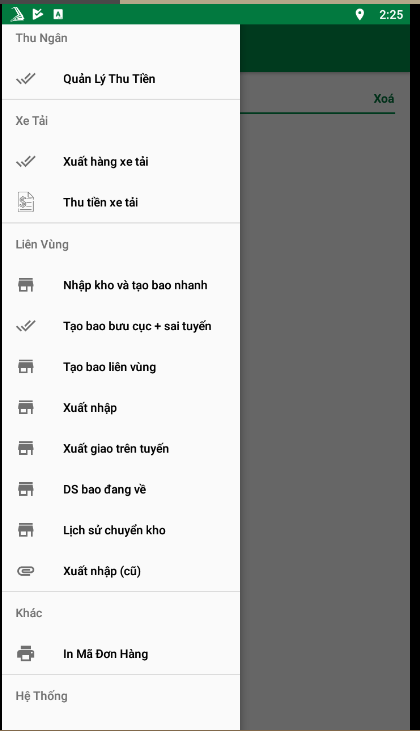 2:25
Thu Ngân
Quản Lý Thu Tiền
Xoá
Xe Tải
Xuất hàng xe tải
Thu tiền xe tải
Liên Vùng
Nhập kho và tạo bao nhanh
Tạo bao bưu cục + sai tuyến
Tạo bao liên vùng
Xuất nhập
Xuất giao trên tuyến
DS bao đang về
Lịch sử chuyển kho
Xuất nhập (cũ)
Khác
In Mã Đơn Hàng
Hệ Thống